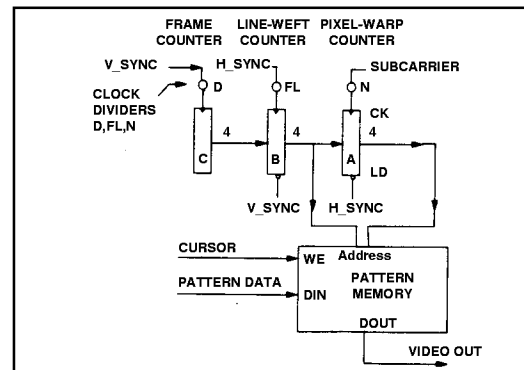 FRAME COUNTER
LINE-WEFT COUNTER
PIXEL-WARP COUNTER
V_SYNC
H_SYNC
SUBCARRIER
D
FL
N
CLOCK DIVIDERS D,FL,N
CK
4
4
4
C
B
A
LD
V_SYNC
H_SYNC
CURSOR
WE
Address
PATTERN DATA
DIN
PATTERN MEMORY
DOUT
VIDEO OUT